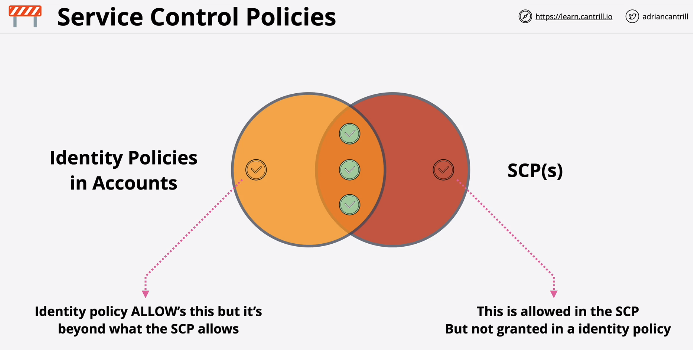 Service Control Policies
https://learn.cantrill.io
adriancantrill
Identity Policies
in Accounts
SCP(s)
Identity policy ALLOW's this but it's
beyond what the SCP allows
This is allowed in the SCP
But not granted in a identity policy